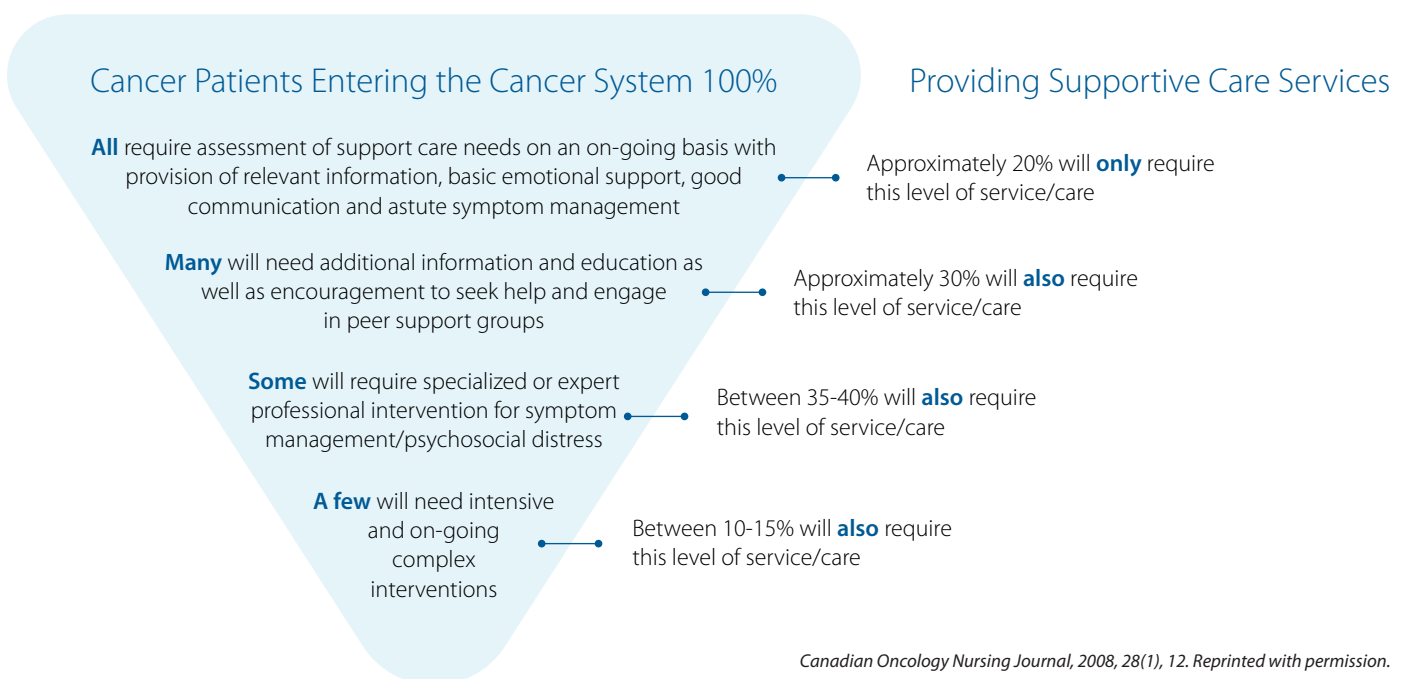 Cancer Patients Entering the Cancer System 100%
Providing Supportive Care Services
All require assessment of support care needs on an on-going basis with
provision of relevant information, basic emotional support, good
communication and astute symptom management
Approximately 20% will only require
this level of service/care
Many will need additional information and education as
well as encouragement to seek help and engage
in peer support groups
Approximately 30% will also require
this level of service/care
Some will require specialized or expert
professional intervention for symptom
management/psychosocial distress
Between 35-40% will also require
this level of service/care
A few will need intensive
and on-going
complex
interventions
Between 10-15% will also require
this level of service/care
Canadian Oncology Nursing Journal, 2008, 28(1), 12. Reprinted with permission.